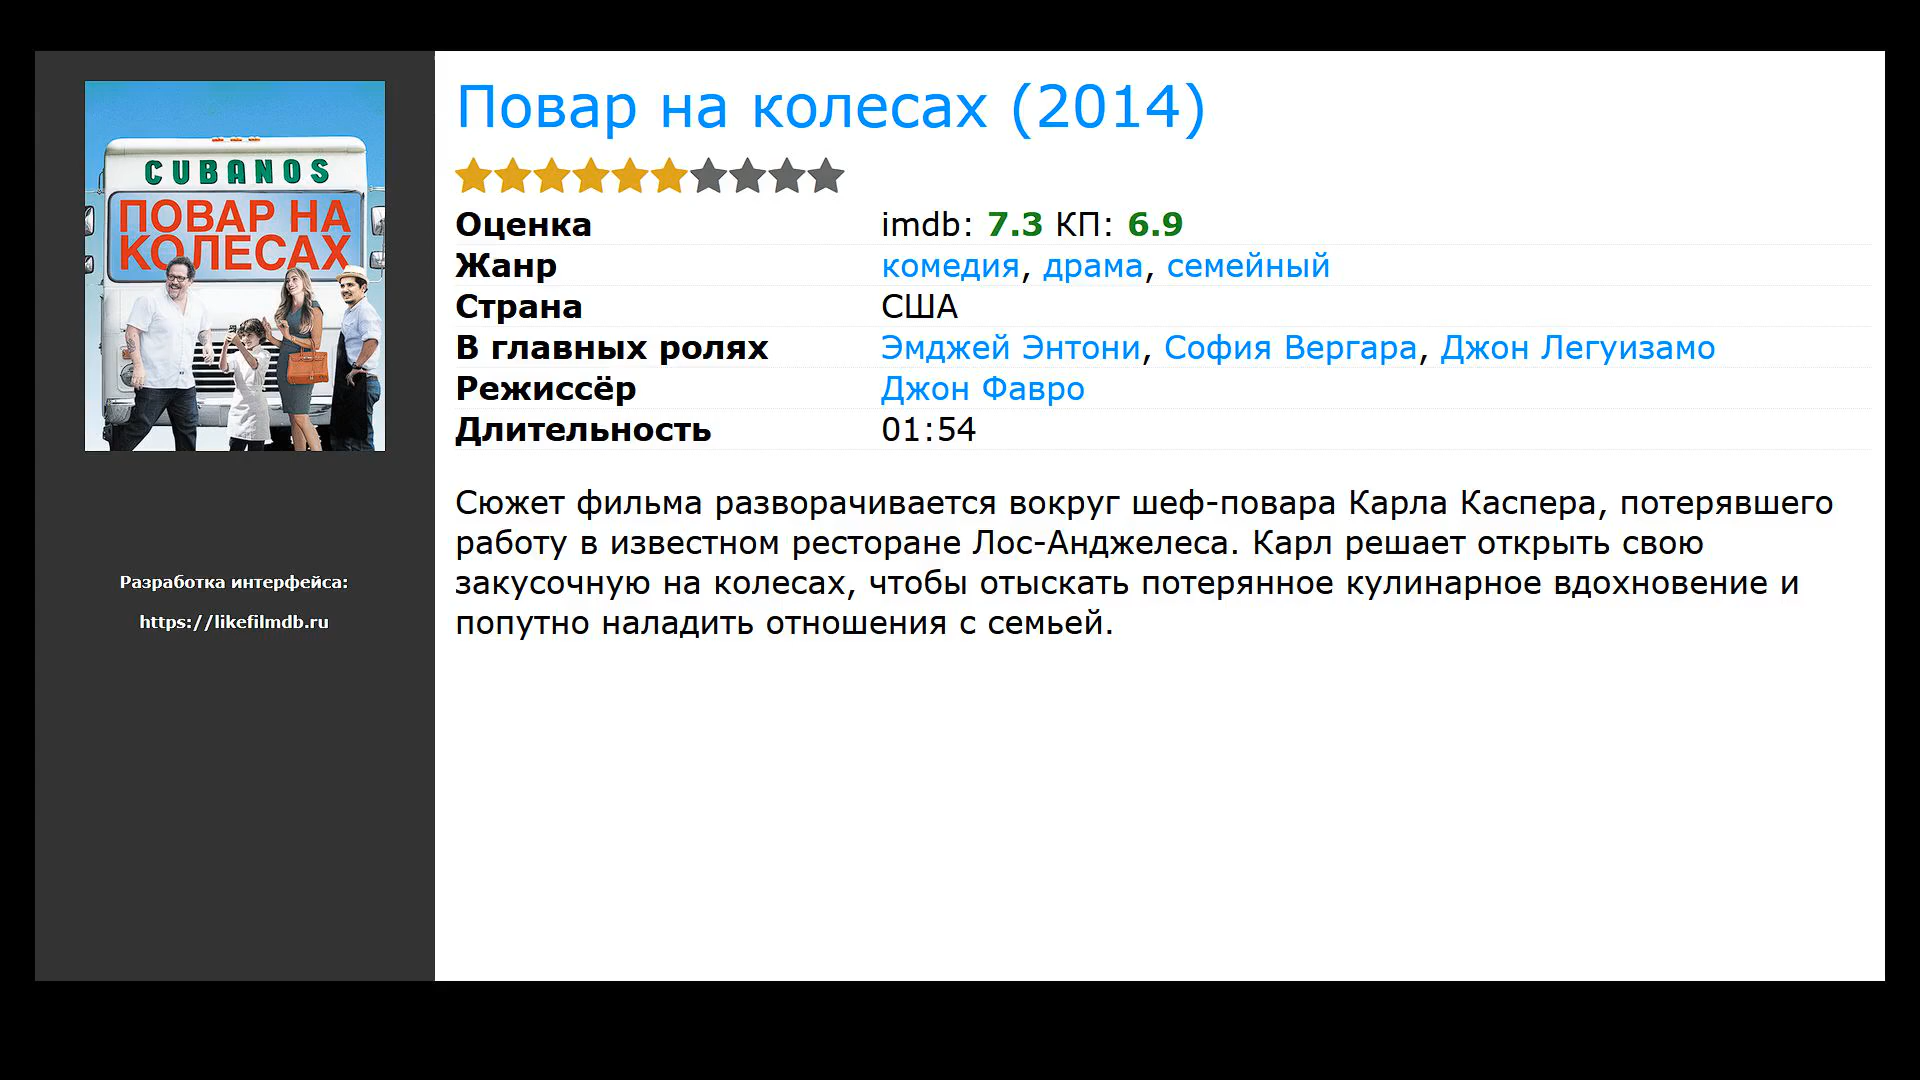 CUBANOS
ПОВАР НА
КОЛЕСАХ
Разработка интерфейса:
https://likefilmdb.ru
Повар на колесах (2014)
Оценка imdb: 7.3 КП: 6.9
Жанр комедия, драма, семейный
Страна США
В главных ролях Эмджей Энтони, София Вергара, Джон Легуизамо
Режиссёр Джон Фавро
Длительность 01:54
Сюжет фильма разворачивается вокруг шеф-повара Карла Каспера, потерявшего
работу в известном ресторане Лос-Анджелеса. Карл решает открыть свою
закусочную на колесах, чтобы отыскать потерянное кулинарное вдохновение и
попутно наладить отношения с семьей.